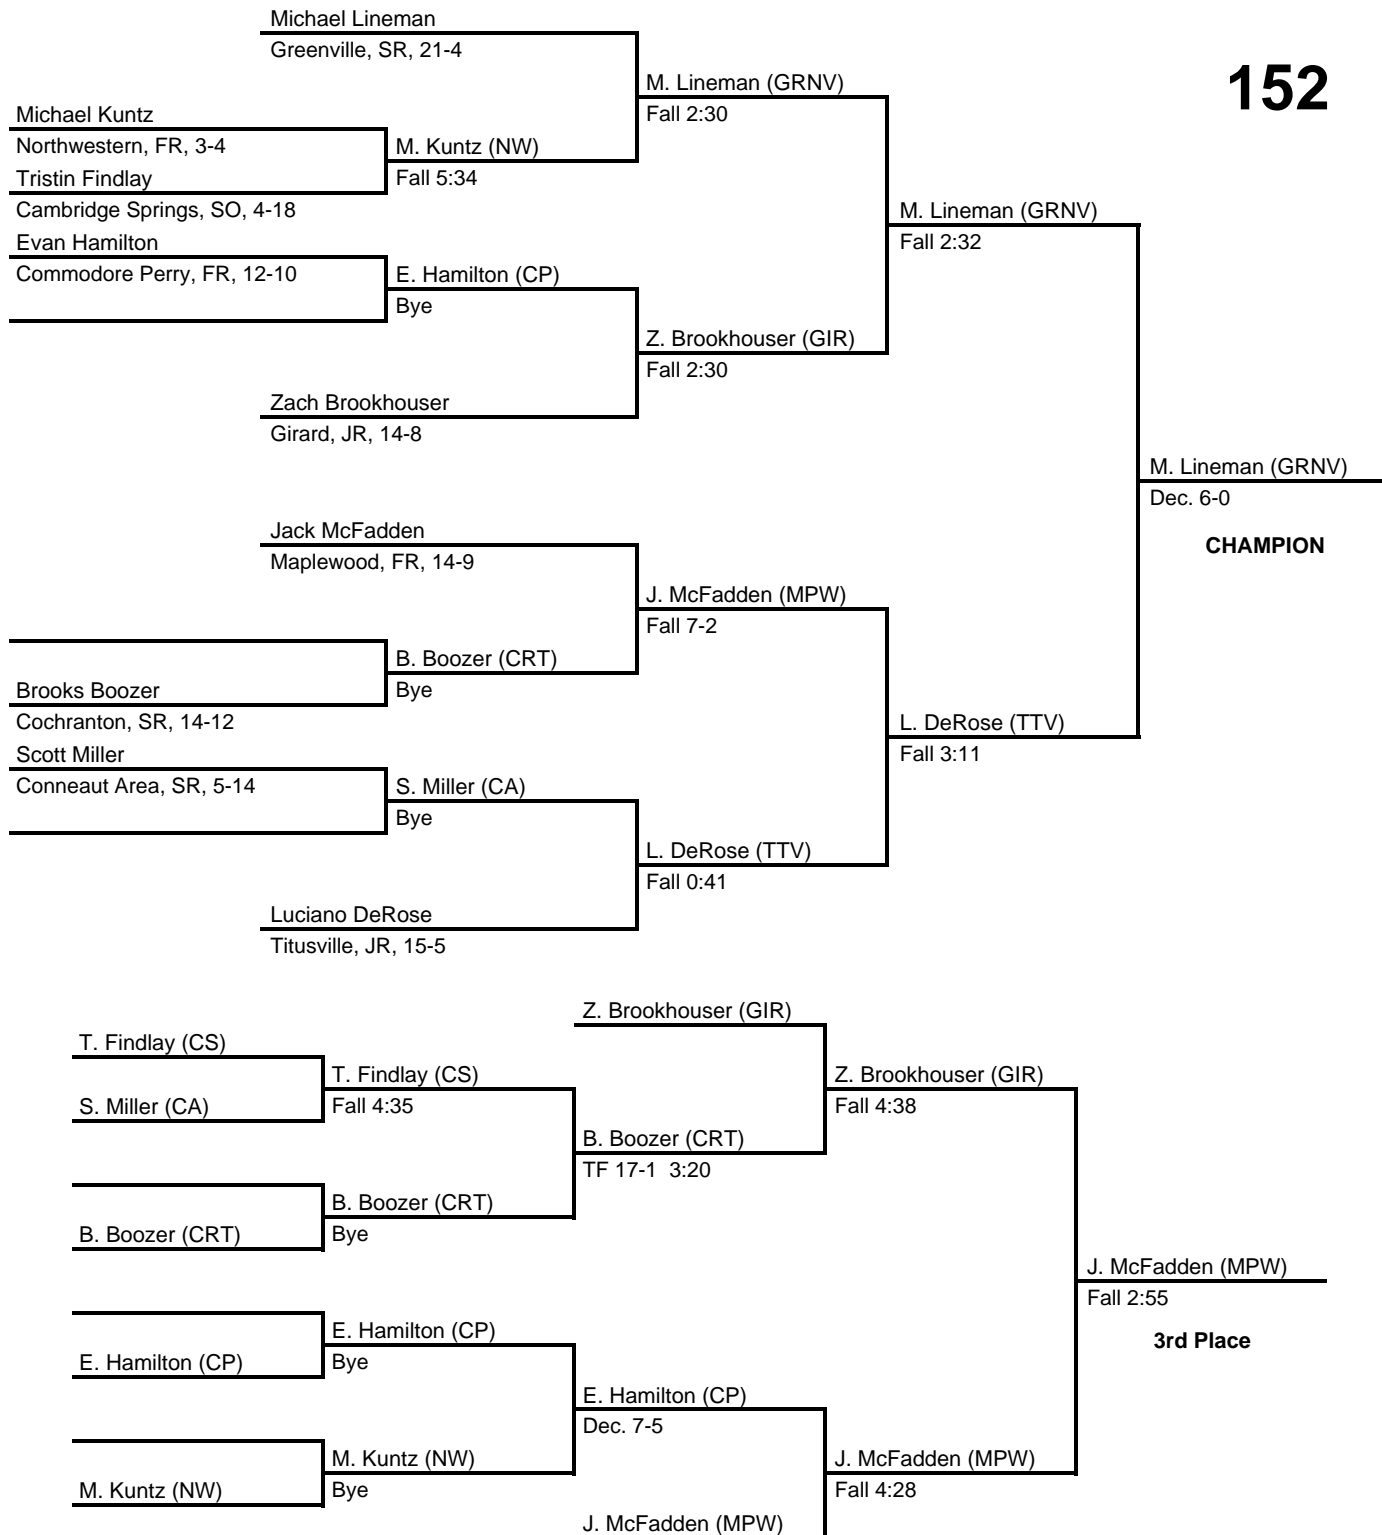 Michael Lineman
Greenville, SR, 21-4
152
M. Lineman (GRNV)
Fall 2:30
Michael Kuntz
Northwestern, FR, 3-4
M. Kuntz (NW)
Fall 5:34
Tristin Findlay
Cambridge Springs, SO, 4-18
M. Lineman (GRNV)
Fall 2:32
Evan Hamilton
Commodore Perry, FR, 12-10
E. Hamilton (CP)
Bye
Z. Brookhouser (GIR)
Fall 2:30
Zach Brookhouser
Girard, JR, 14-8
M. Lineman (GRNV)
Dec. 6-0
CHAMPION
Jack McFadden
Maplewood, FR, 14-9
J. McFadden (MPW)
Fall 7-2
B. Boozer (CRT)
Bye
Brooks Boozer
Cochranton, SR, 14-12
L. DeRose (TTV)
Fall 3:11
Scott Miller
Conneaut Area, SR, 5-14
S. Miller (CA)
Bye
L. DeRose (TTV)
Fall 0:41
Luciano DeRose
Titusville, JR, 15-5
Z. Brookhouser (GIR)
T. Findlay (CS)
T. Findlay (CS)
Fall 4:35
S. Miller (CA)
Z. Brookhouser (GIR)
Fall 4:38
B. Boozer (CRT)
TF 17-1 3:20
B. Boozer (CRT)
Bye
B. Boozer (CRT)
J. McFadden (MPW)
Fall 2:55
3rd Place
E. Hamilton (CP)
Bye
E. Hamilton (CP)
E. Hamilton (CP)
Dec. 7-5
M. Kuntz (NW)
Bye
M. Kuntz (NW)
J. McFadden (MPW)
Fall 4:28
J. McFadden (MPW)